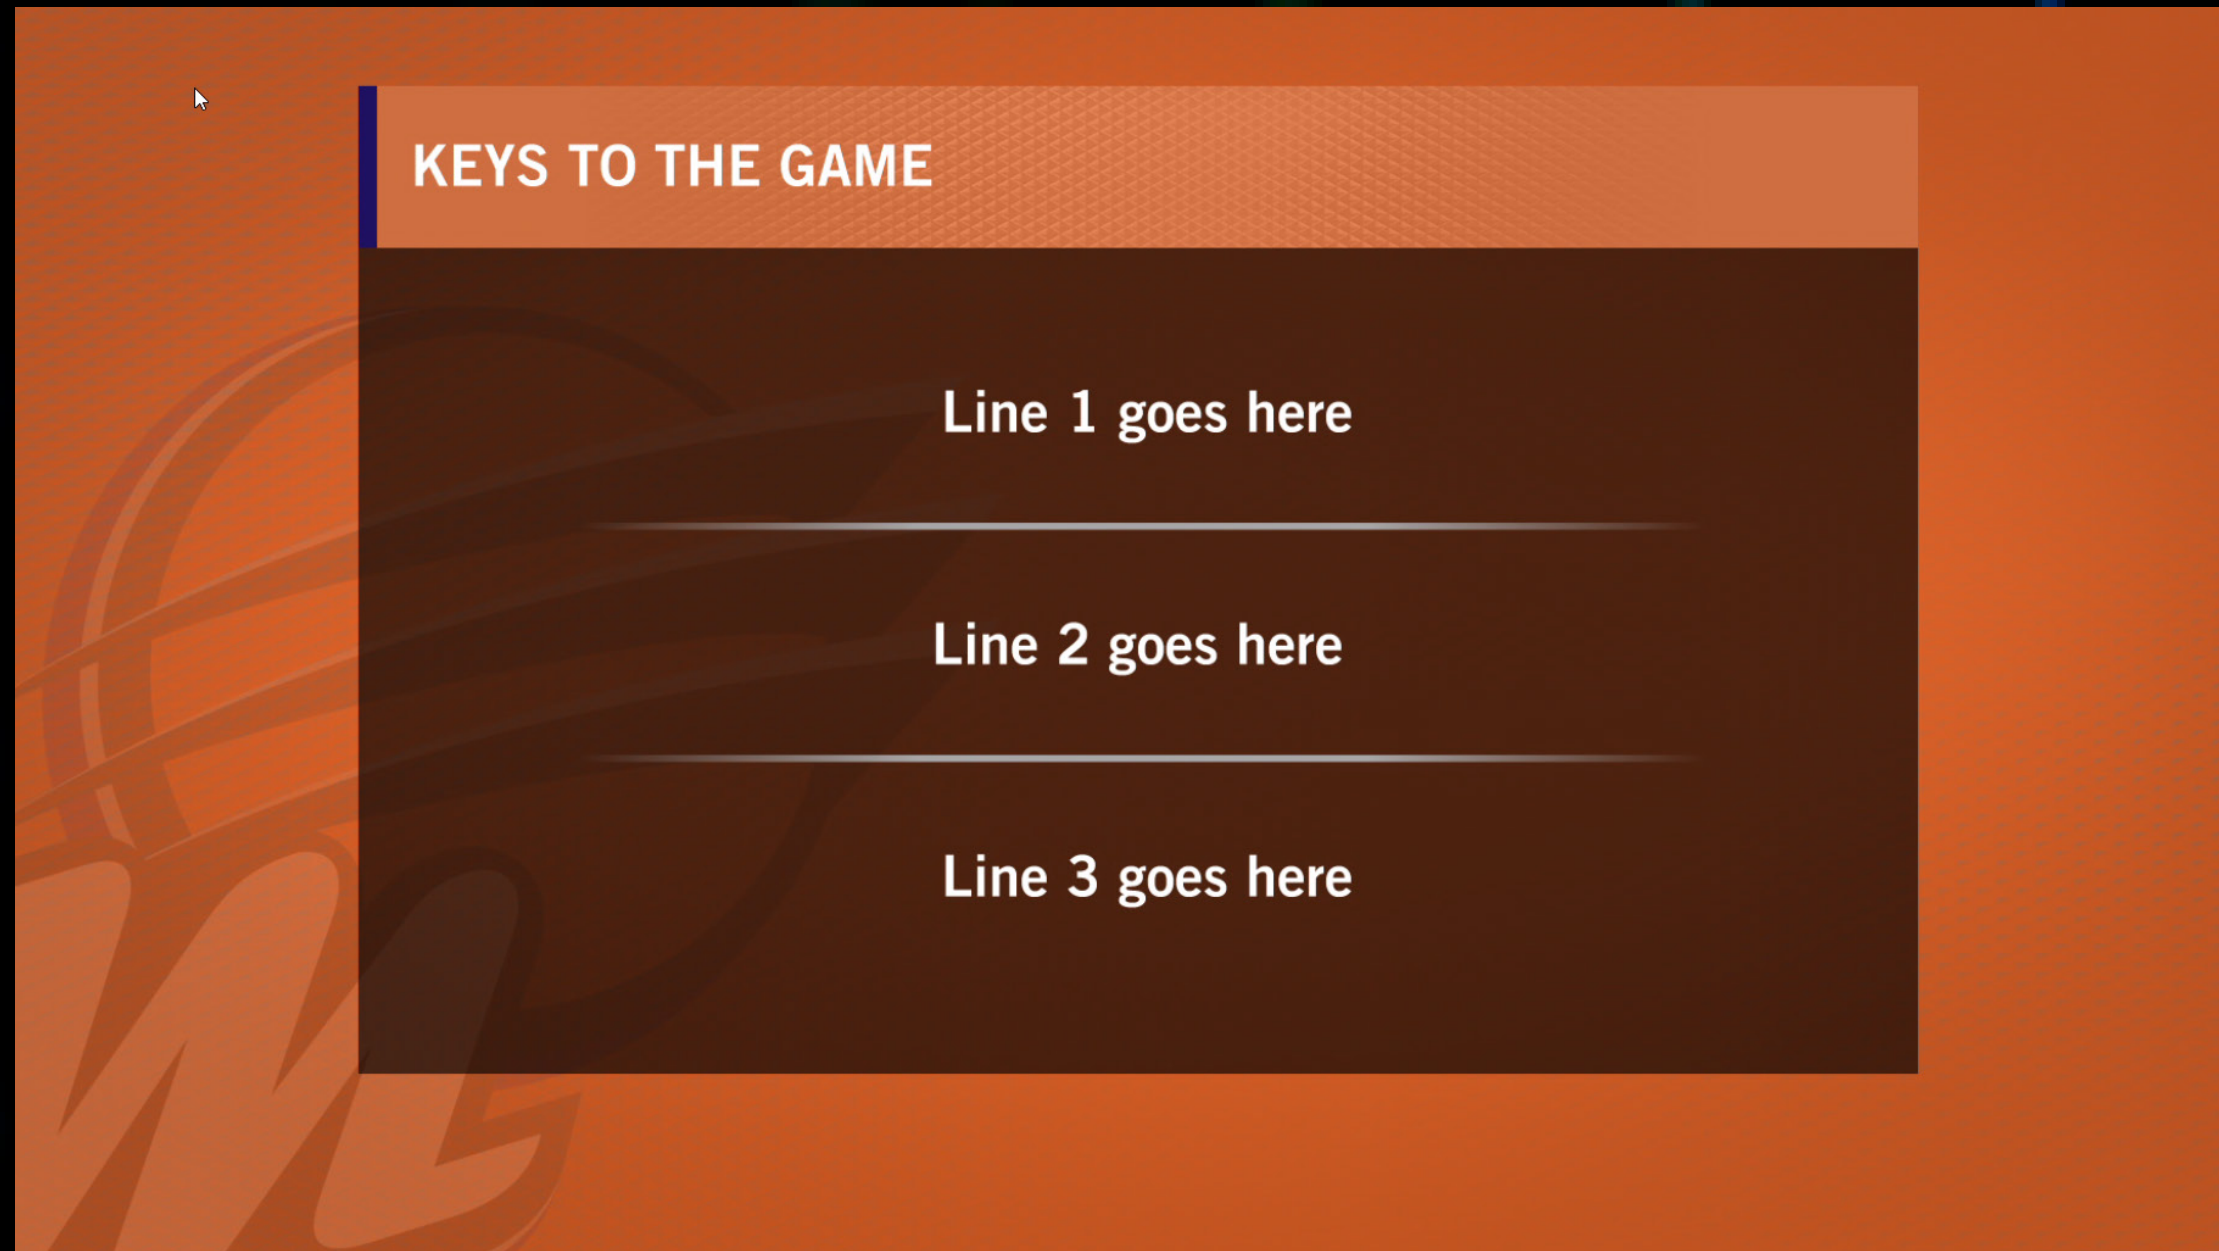 KEYS TO THE GAME
Line 1 goes here
Line 2 goes here
Line 3 goes here